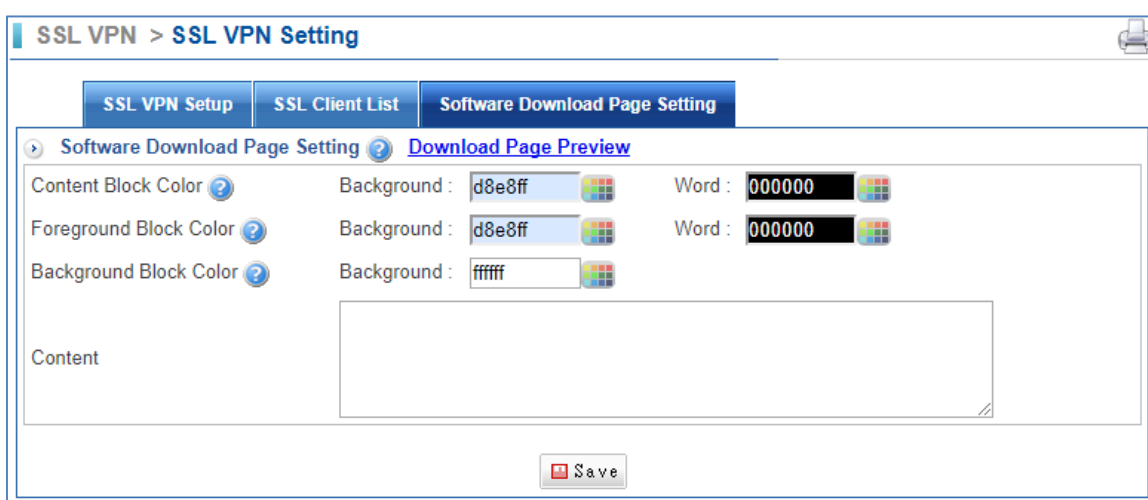 SSL VPN > SSL VPN Setting
SSL VPN Setup SSL Client List Software Download Page Setting
Software Download Page Setting ? Download Page Preview
Content Block Color ? Background : d8e8ff Word : 000000
Foreground Block Color ? Background : d8e8ff Word : 000000
Background Block Color ? Background : ffffff
Content
Save